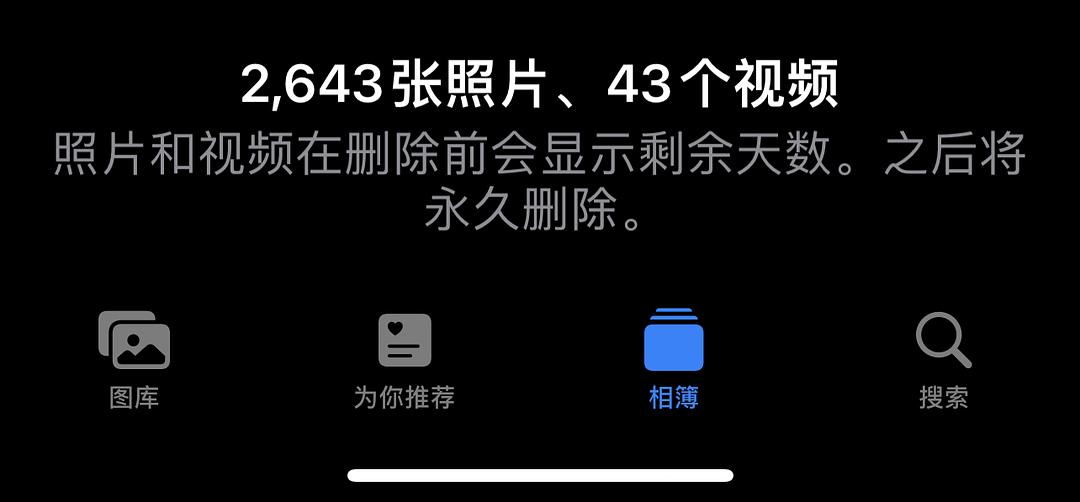 2,643张照片、43个视频
照片和视频在删除前会显示剩余天数。之后将
永久删除。
图库
为你推荐
相簿
搜索